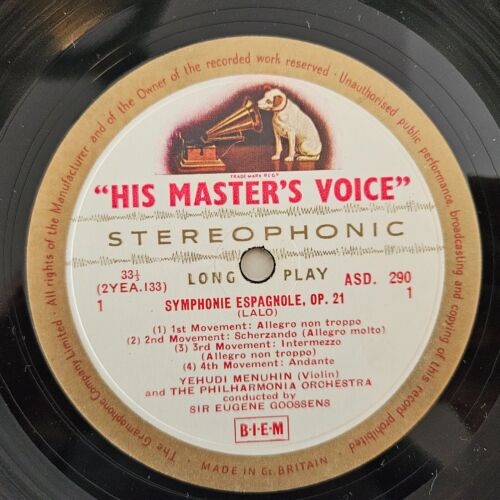 The Gramophone Company Limited. All rights of the Manufacturer and of the Owner of the recorded work reserved · Unauthorised public performance, broadcasting and copying of this record prohibited
TRADE MARK REGD
"HIS MASTER'S VOICE"
STEREOPHONIC
33⅓ LONG PLAY ASD. 290
(2YEA.133)
1 1
SYMPHONIE ESPAGNOLE, OP. 21
(LALO)
(1) 1st Movement: Allegro non troppo
(2) 2nd Movement: Scherzando (Allegro molto)
(3) 3rd Movement: Intermezzo
(Allegro non troppo)
(4) 4th Movement: Andante
YEHUDI MENUHIN (Violin)
and THE PHILHARMONIA ORCHESTRA
conducted by
SIR EUGENE GOOSSENS
B·I·E·M
MADE IN Gt. BRITAIN